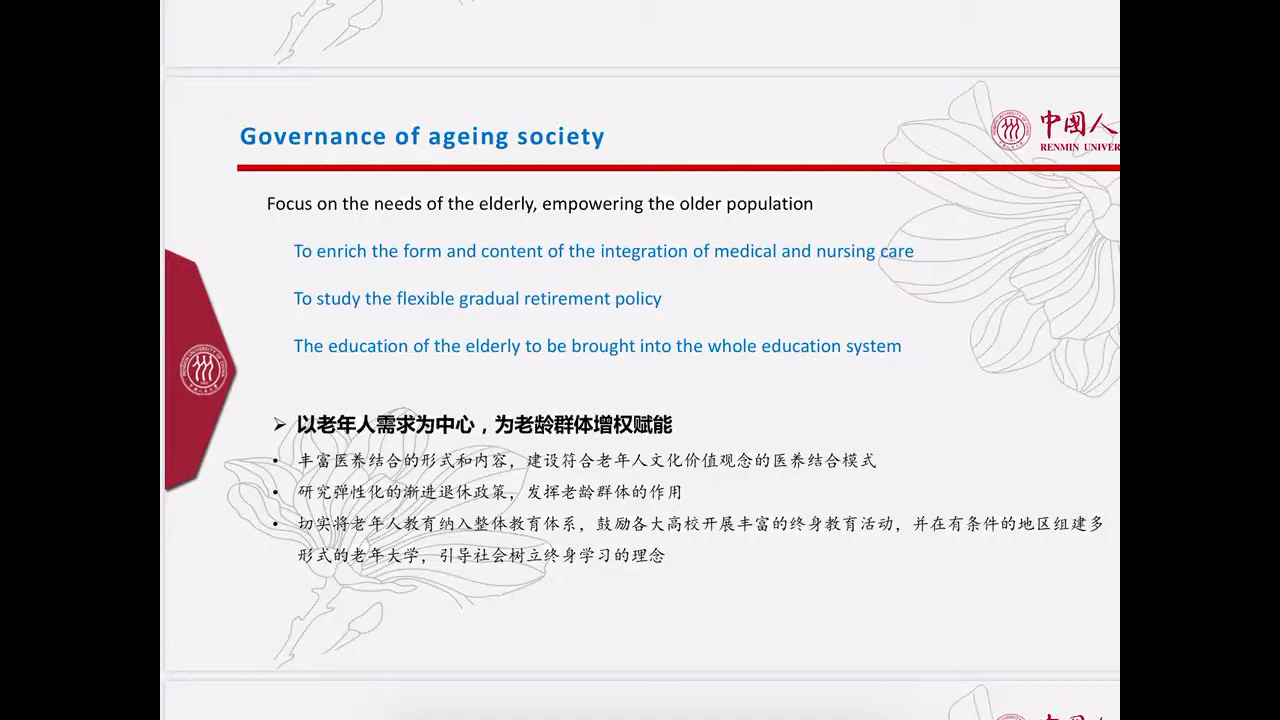 Governance of ageing society
中國人
RENMIN UNIVER
Focus on the needs of the elderly, empowering the older population
To enrich the form and content of the integration of medical and nursing care
To study the flexible gradual retirement policy
The education of the elderly to be brought into the whole education system
➢ 以老年人需求为中心，为老龄群体增权赋能
• 丰富医养结合的形式和内容，建设符合老年人文化价值观念的医养结合模式
• 研究弹性化的渐进退休政策，发挥老龄群体的作用
• 切实将老年人教育纳入整体教育体系，鼓励各大高校开展丰富的终身教育活动，并在有条件的地区组建多
形式的老年大学，引导社会树立终身学习的理念